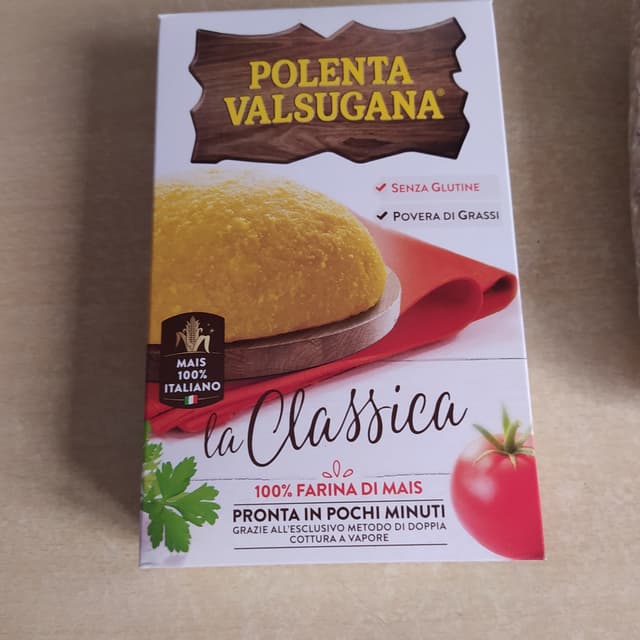 POLENTA
VALSUGANA®
SENZA GLUTINE
POVERA DI GRASSI
MAIS
100%
ITALIANO
la Classica
100% FARINA DI MAIS
PRONTA IN POCHI MINUTI
GRAZIE ALL'ESCLUSIVO METODO DI DOPPIA
COTTURA A VAPORE